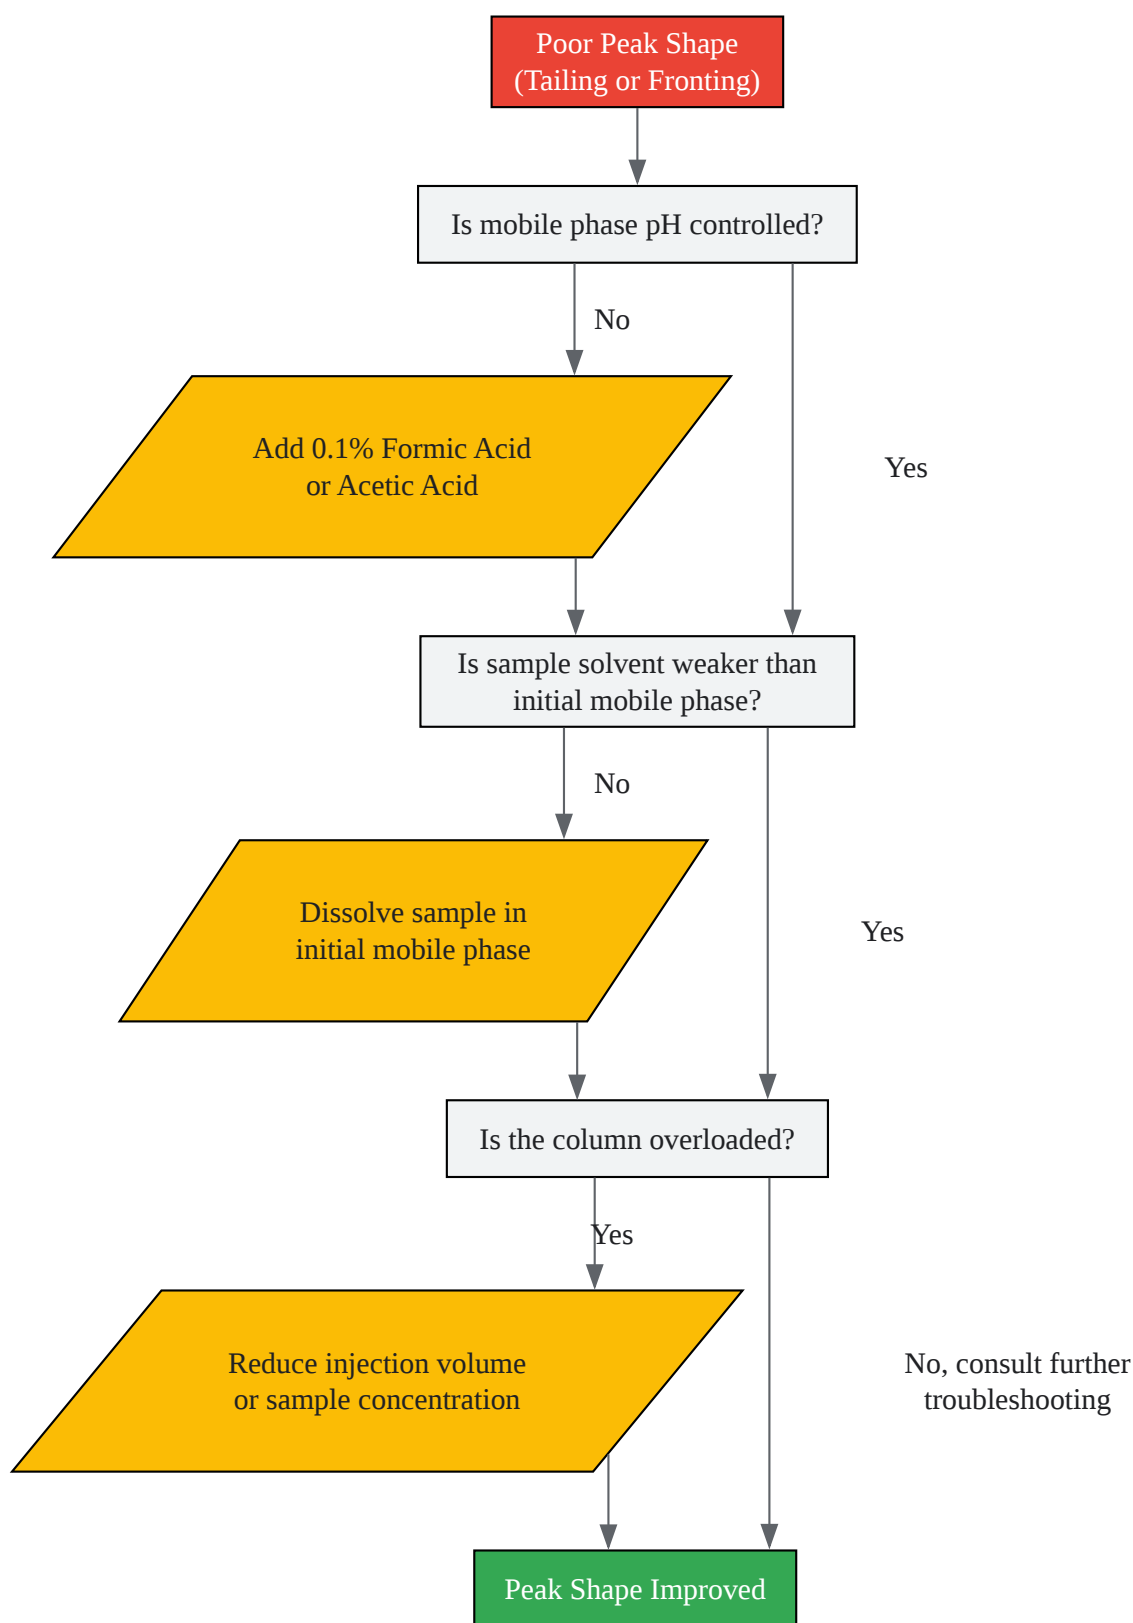 Poor Peak Shape
(Tailing or Fronting)
Is mobile phase pH controlled?
No
Add 0.1% Formic Acid
or Acetic Acid
Yes
Is sample solvent weaker than
initial mobile phase?
No
Dissolve sample in
initial mobile phase
Yes
Is the column overloaded?
Yes
Reduce injection volume
or sample concentration
No, consult further
troubleshooting
Peak Shape Improved